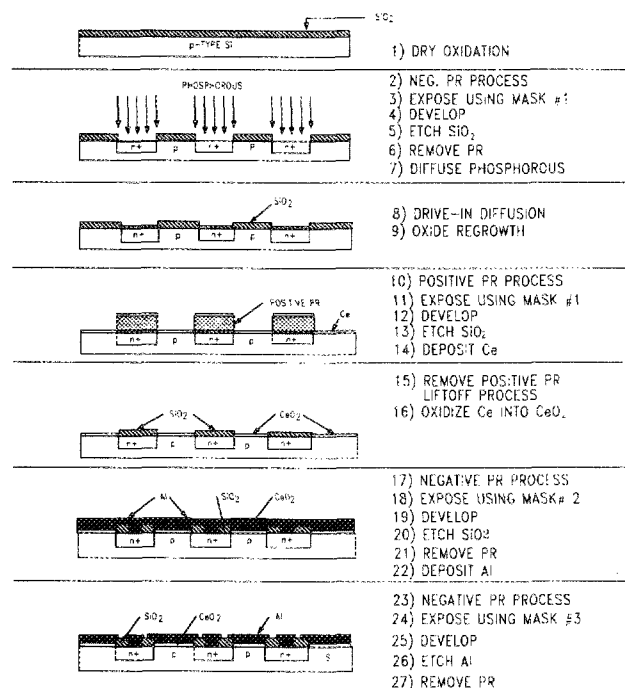 SiO₂
p-TYPE Si
1) DRY OXIDATION
PHOSPHOROUS
n+ p n+ p n+
2) NEG. PR PROCESS
3) EXPOSE USING MASK #1
4) DEVELOP
5) ETCH SiO₂
6) REMOVE PR
7) DIFFUSE PHOSPHOROUS
SiO₂
n+ p n+ p n+
8) DRIVE-IN DIFFUSION
9) OXIDE REGROWTH
POSITIVE PR
Ce
n+ p n+ p n+
10) POSITIVE PR PROCESS
11) EXPOSE USING MASK #1
12) DEVELOP
13) ETCH SiO₂
14) DEPOSIT Ce
SiO₂ CeO₂
n+ p n+ p n+
15) REMOVE POSITIVE PR
LIFTOFF PROCESS
16) OXIDIZE Ce INTO CeO₂
Al SiO₂ CeO₂
n+ p n+ p n+
17) NEGATIVE PR PROCESS
18) EXPOSE USING MASK# 2
19) DEVELOP
20) ETCH SiO2
21) REMOVE PR
22) DEPOSIT Al
SiO₂ CeO₂ Al
n+ p n+ p n+ S
23) NEGATIVE PR PROCESS
24) EXPOSE USING MASK #3
25) DEVELOP
26) ETCH Al
27) REMOVE PR